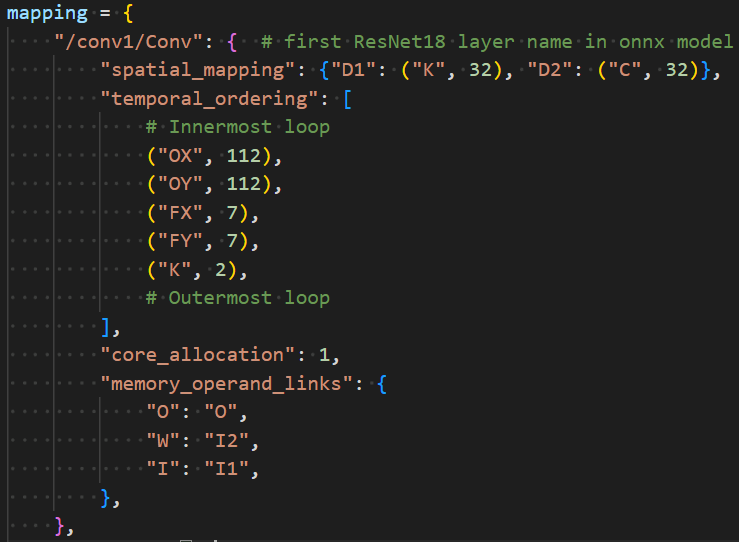 mapping = {
    "/conv1/Conv": {  # first ResNet18 layer name in onnx model
        "spatial_mapping": {"D1": ("K", 32), "D2": ("C", 32)},
        "temporal_ordering": [
            # Innermost loop
            ("OX", 112),
            ("OY", 112),
            ("FX", 7),
            ("FY", 7),
            ("K", 2),
            # Outermost loop
        ],
        "core_allocation": 1,
        "memory_operand_links": {
            "O": "O",
            "W": "I2",
            "I": "I1",
        },
    },